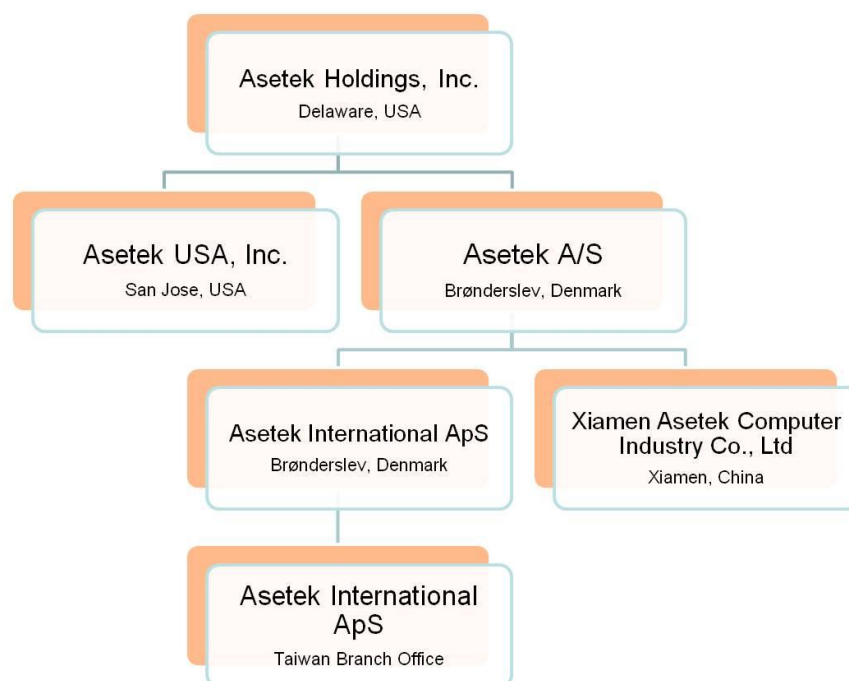 Asetek Holdings, Inc.
Delaware, USA
Asetek USA, Inc.
San Jose, USA
Asetek A/S
Brønderslev, Denmark
Asetek International ApS
Brønderslev, Denmark
Xiamen Asetek Computer
Industry Co., Ltd
Xiamen, China
Asetek International
ApS
Taiwan Branch Office